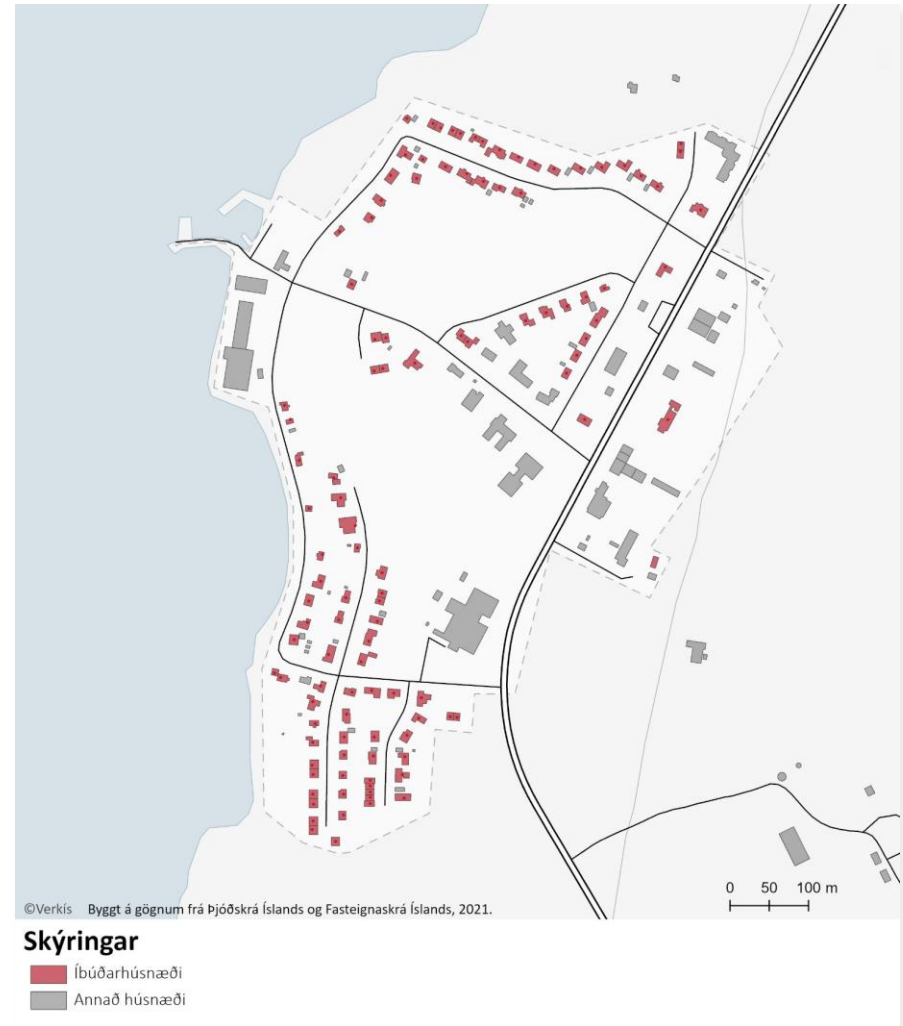 0 50 100 m
©Verkís Byggt á gögnum frá Þjóðskrá Íslands og Fasteignaskrá Íslands, 2021.
Skýringar
Íbúðarhúsnæði
Annað húsnæði